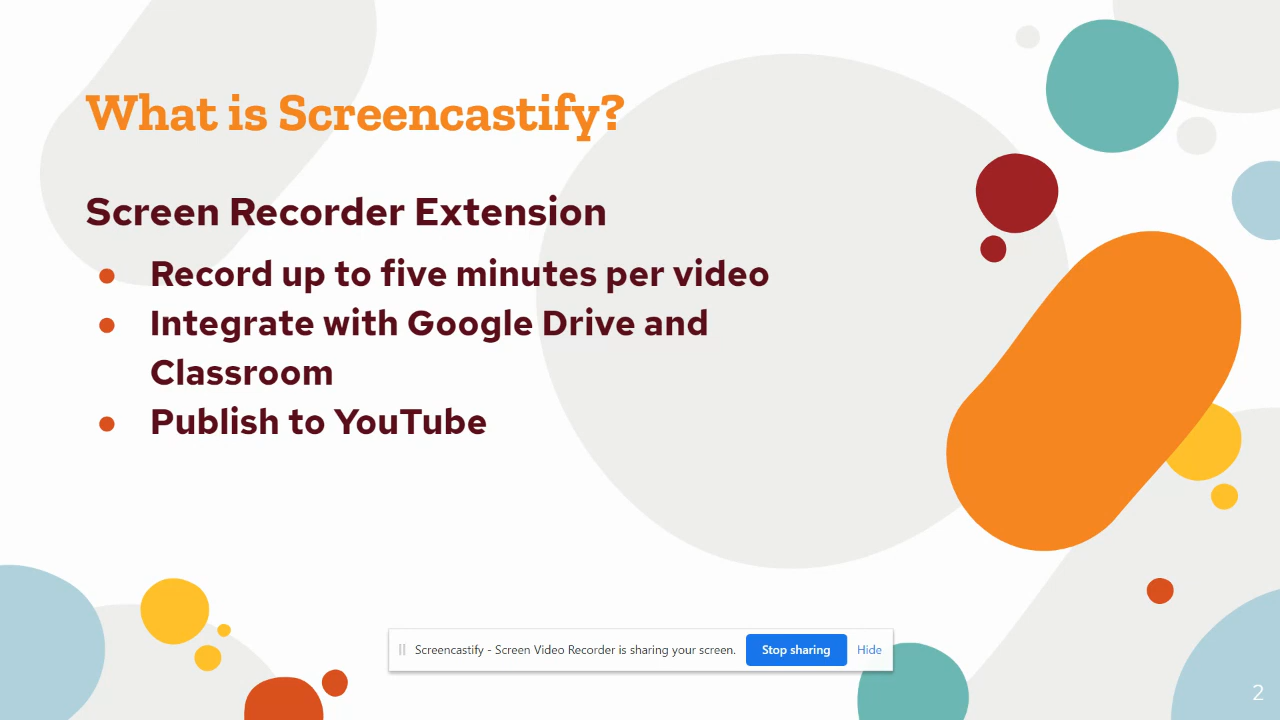 What is Screencastify?
Screen Recorder Extension
● Record up to five minutes per video
● Integrate with Google Drive and
Classroom
● Publish to YouTube
Screencastify - Screen Video Recorder is sharing your screen. Stop sharing Hide
2